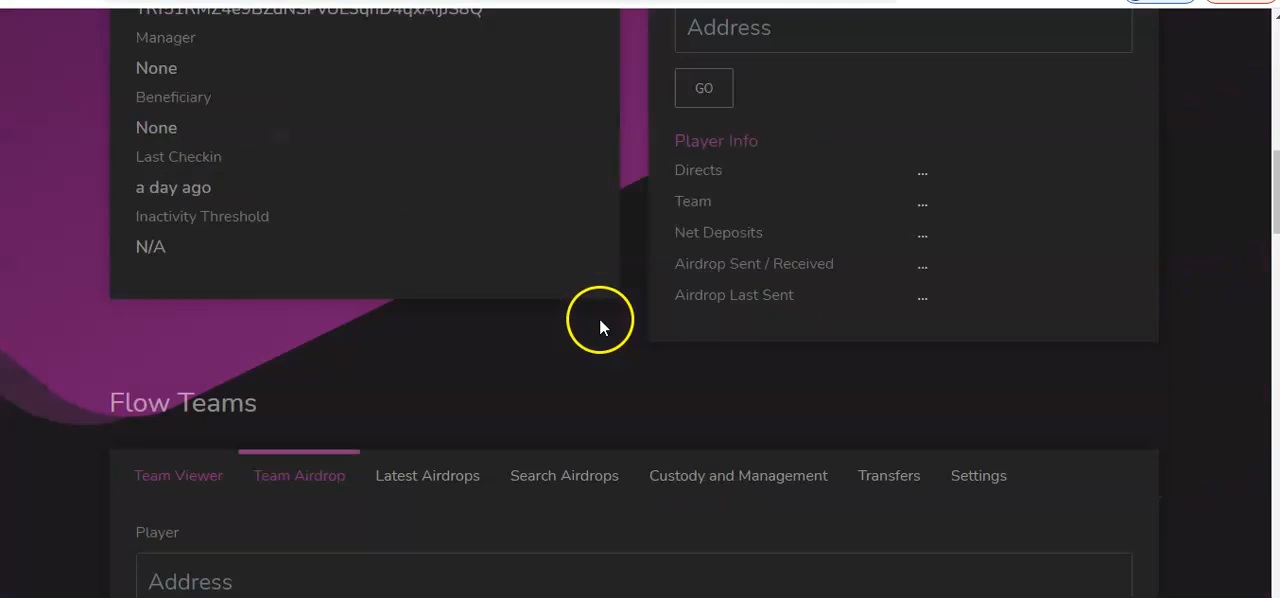 Manager
None
Beneficiary
None
Last Checkin
a day ago
Inactivity Threshold
N/A
Address
GO
Player Info
Directs ...
Team ...
Net Deposits ...
Airdrop Sent / Received ...
Airdrop Last Sent ...
Flow Teams
Team Viewer Team Airdrop Latest Airdrops Search Airdrops Custody and Management Transfers Settings
Player
Address